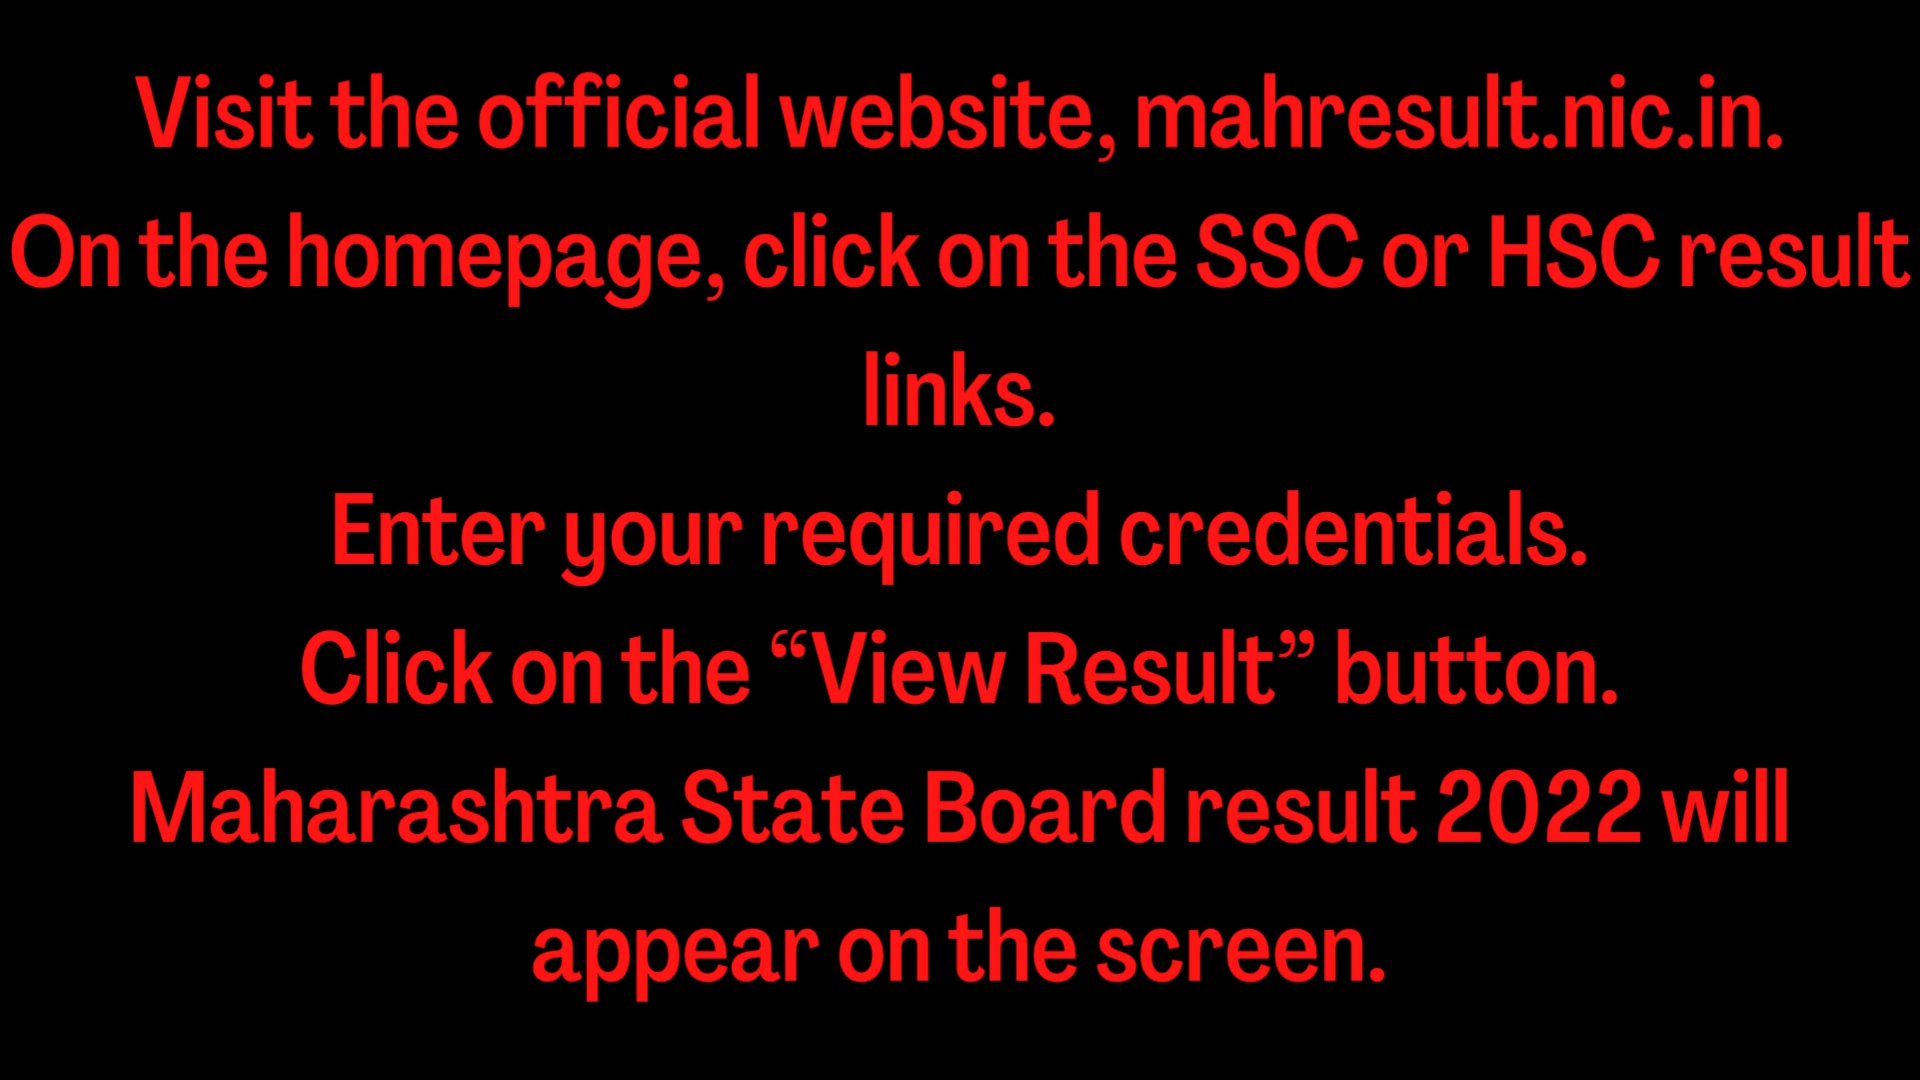 Visit the official website, mahresult.nic.in.
On the homepage, click on the SSC or HSC result
links.
Enter your required credentials.
Click on the “View Result” button.
Maharashtra State Board result 2022 will
appear on the screen.